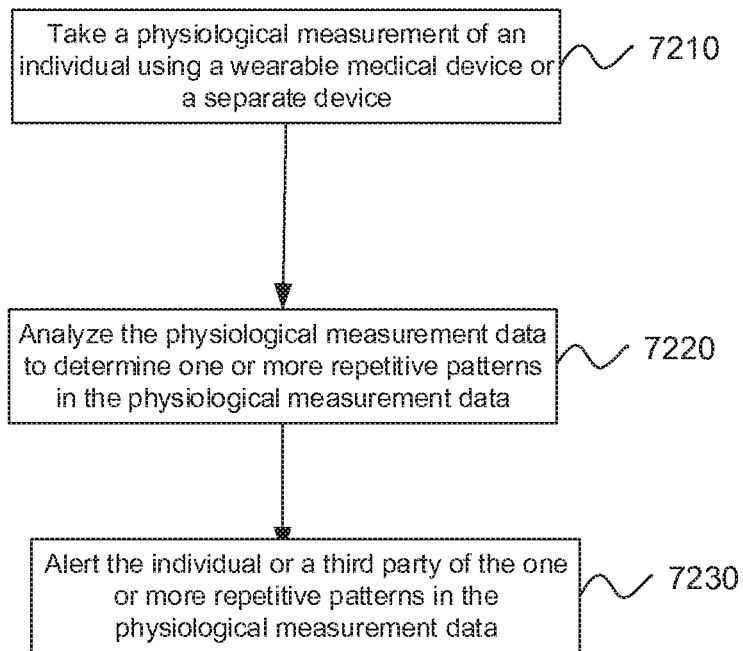 Take a physiological measurement of an
individual using a wearable medical device or
a separate device
7210
Analyze the physiological measurement data
to determine one or more repetitive patterns
in the physiological measurement data
7220
Alert the individual or a third party of the one
or more repetitive patterns in the
physiological measurement data
7230